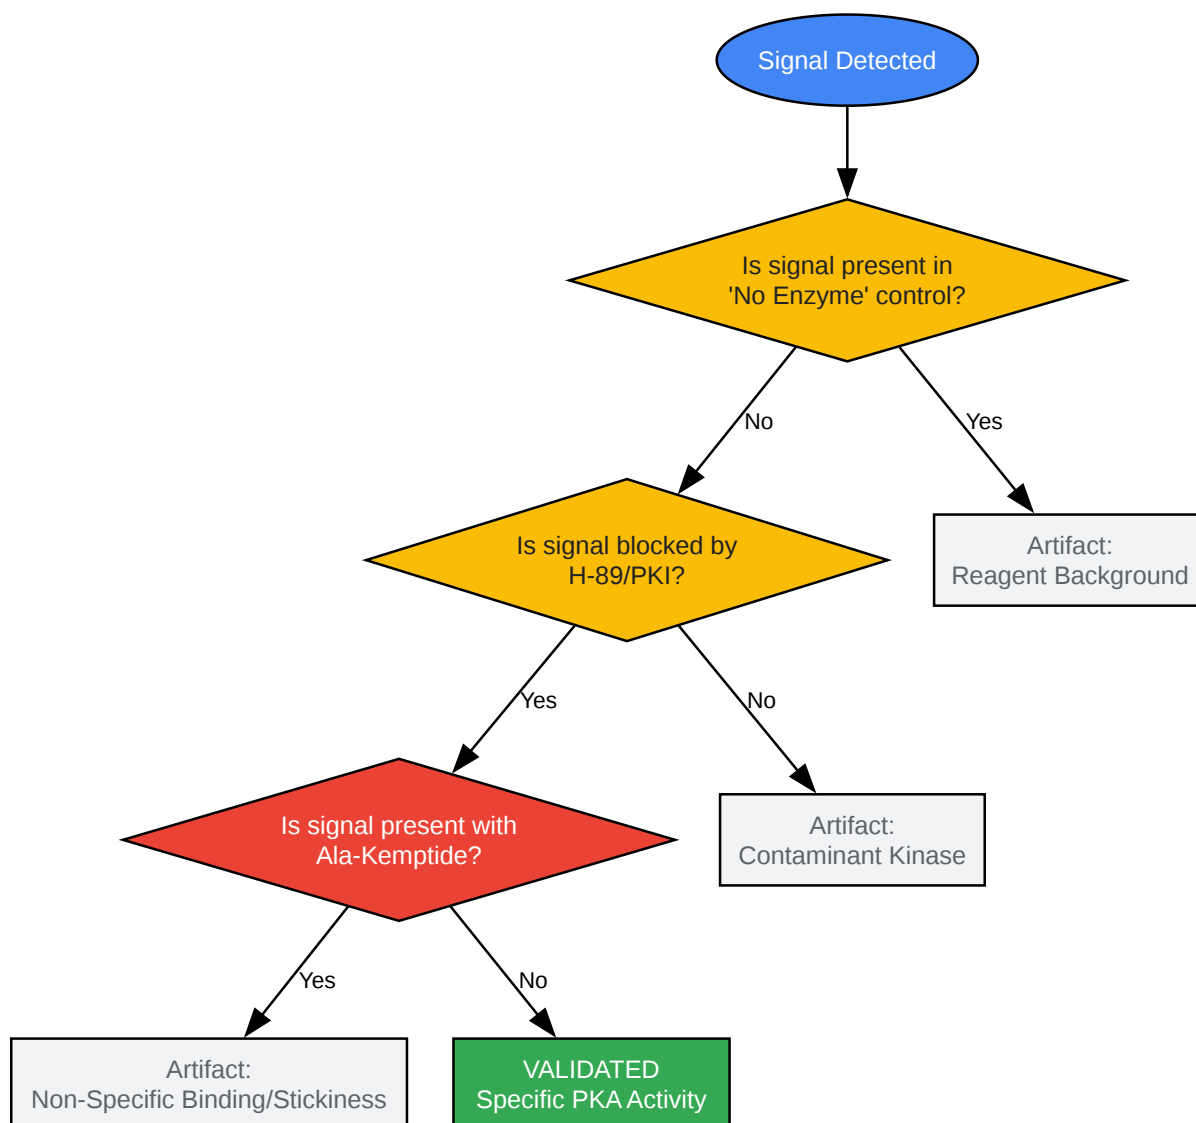 Signal Detected
Is signal present in
'No Enzyme' control?
No
Yes
Is signal blocked by
H-89/PKI?
Artifact:
Reagent Background
Yes
No
Is signal present with
Ala-Kemptide?
Artifact:
Contaminant Kinase
Yes
No
Artifact:
Non-Specific Binding/Stickiness
VALIDATED
Specific PKA Activity